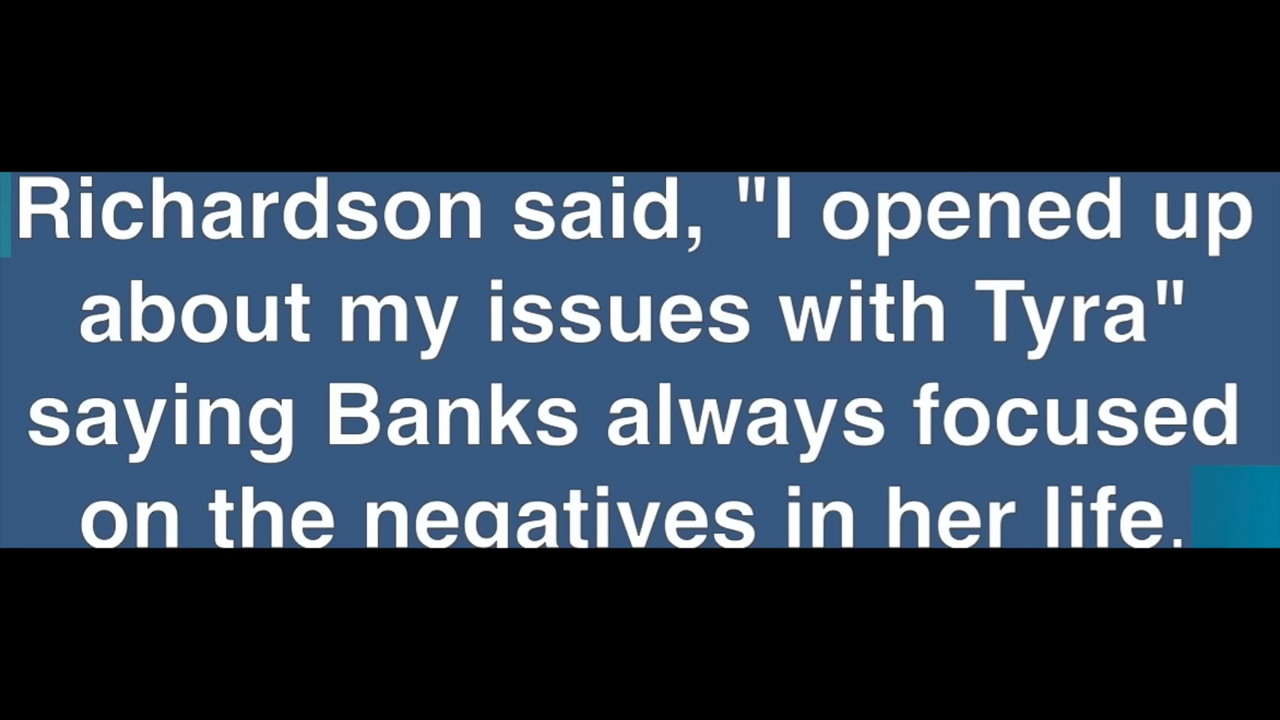 Richardson said, "I opened up
about my issues with Tyra"
saying Banks always focused
on the negatives in her life.